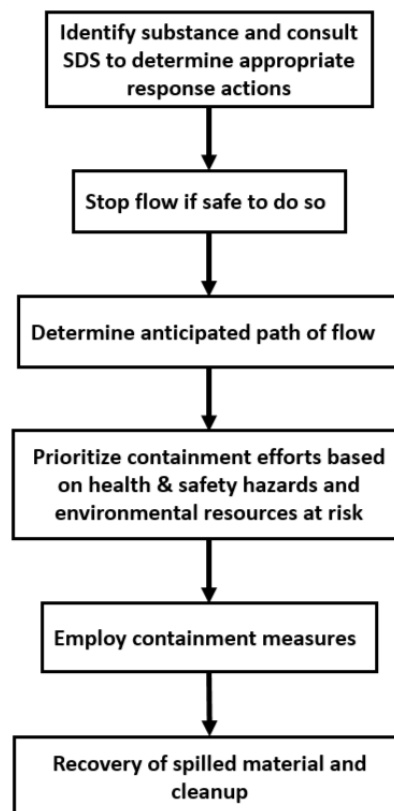 Identify substance and consult
SDS to determine appropriate
response actions
Stop flow if safe to do so
Determine anticipated path of flow
Prioritize containment efforts based
on health & safety hazards and
environmental resources at risk
Employ containment measures
Recovery of spilled material and
cleanup